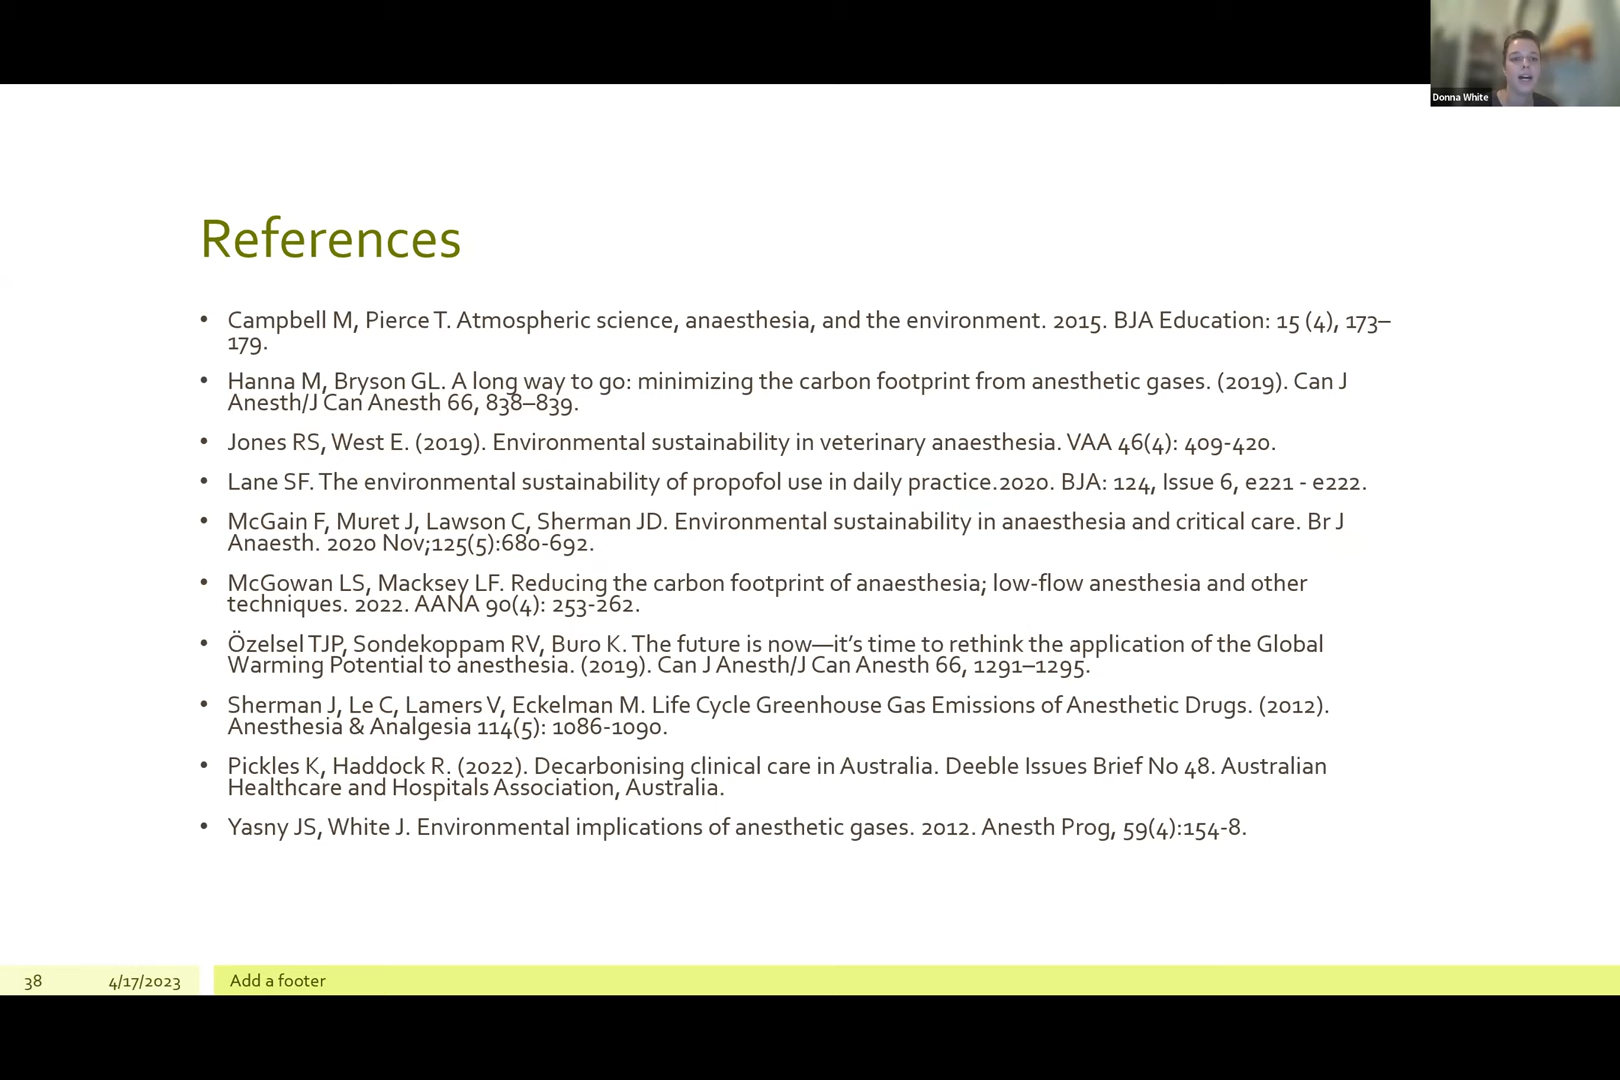 Donna White
References
• Campbell M, Pierce T. Atmospheric science, anaesthesia, and the environment. 2015. BJA Education: 15 (4), 173–
179.
• Hanna M, Bryson GL. A long way to go: minimizing the carbon footprint from anesthetic gases. (2019). Can J
Anesth/J Can Anesth 66, 838–839.
• Jones RS, West E. (2019). Environmental sustainability in veterinary anaesthesia. VAA 46(4): 409-420.
• Lane SF. The environmental sustainability of propofol use in daily practice.2020. BJA: 124, Issue 6, e221 - e222.
• McGain F, Muret J, Lawson C, Sherman JD. Environmental sustainability in anaesthesia and critical care. Br J
Anaesth. 2020 Nov;125(5):680-692.
• McGowan LS, Macksey LF. Reducing the carbon footprint of anaesthesia; low-flow anesthesia and other
techniques. 2022. AANA 90(4): 253-262.
• Özelsel TJP, Sondekoppam RV, Buro K. The future is now—it’s time to rethink the application of the Global
Warming Potential to anesthesia. (2019). Can J Anesth/J Can Anesth 66, 1291–1295.
• Sherman J, Le C, Lamers V, Eckelman M. Life Cycle Greenhouse Gas Emissions of Anesthetic Drugs. (2012).
Anesthesia & Analgesia 114(5): 1086-1090.
• Pickles K, Haddock R. (2022). Decarbonising clinical care in Australia. Deeble Issues Brief No 48. Australian
Healthcare and Hospitals Association, Australia.
• Yasny JS, White J. Environmental implications of anesthetic gases. 2012. Anesth Prog, 59(4):154-8.
38 4/17/2023 Add a footer